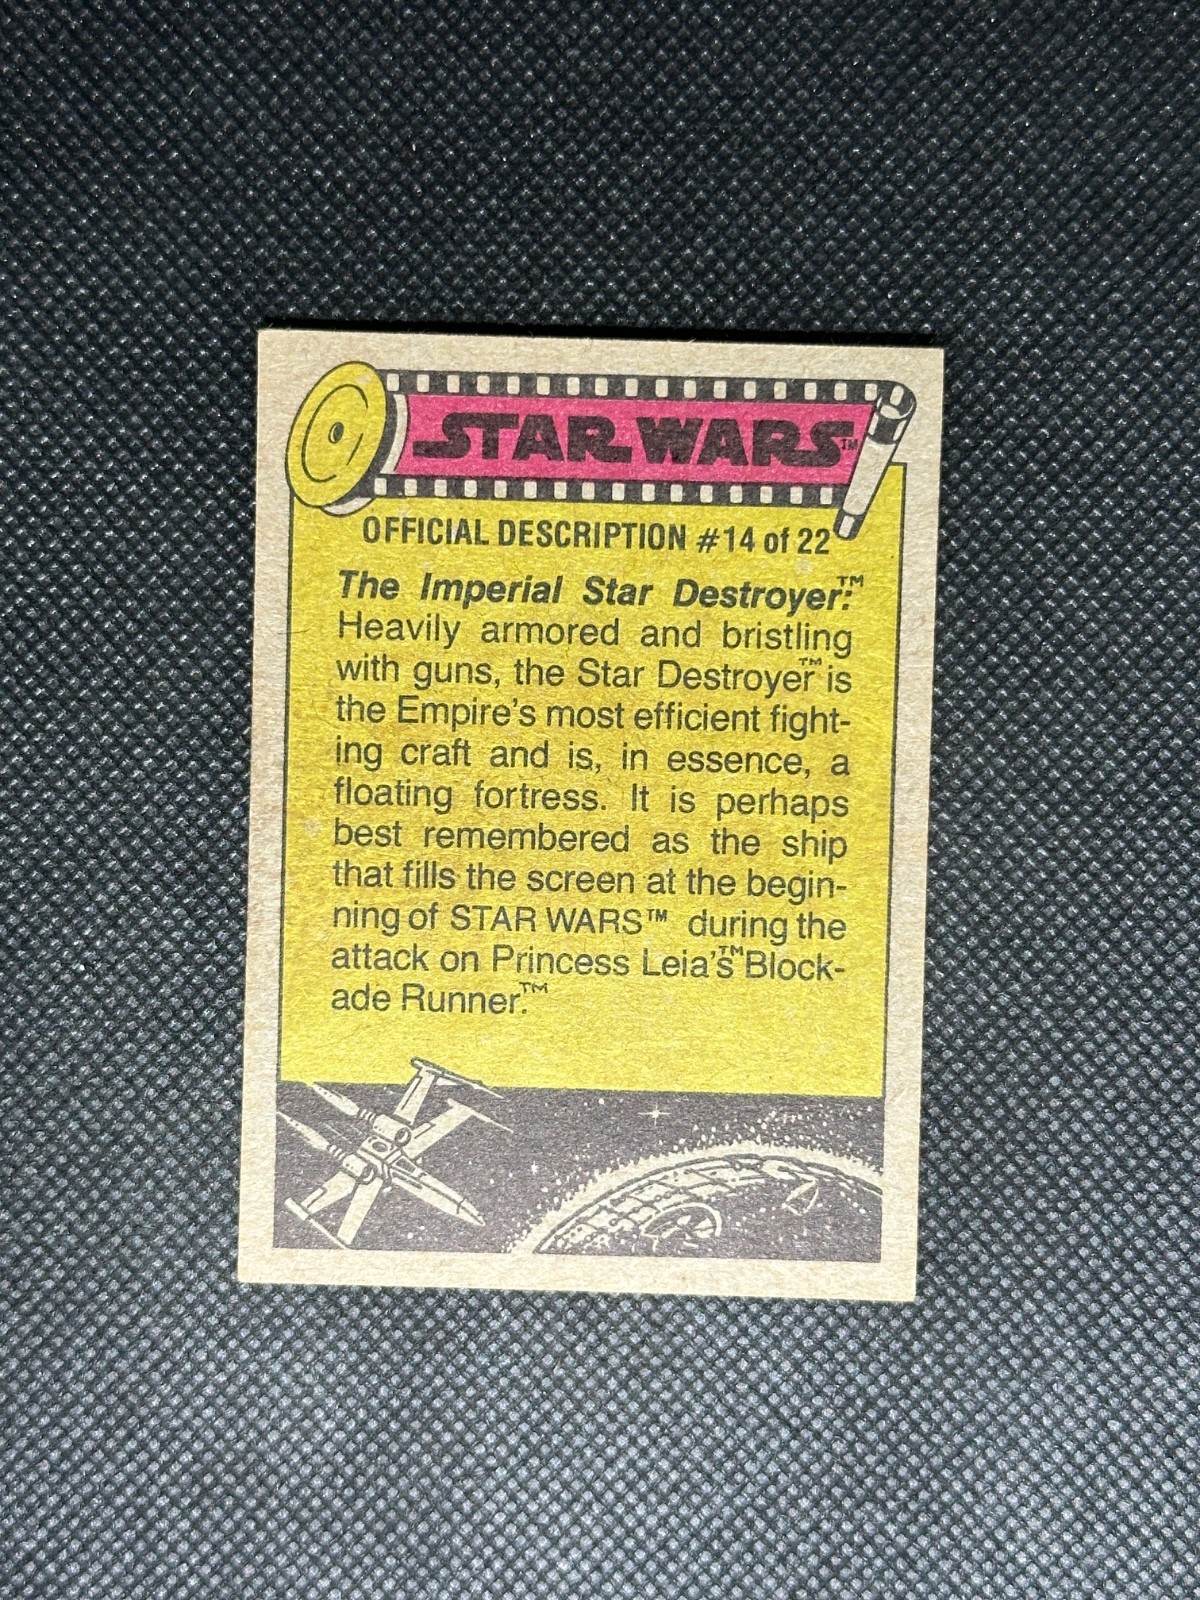 STAR WARS™
OFFICIAL DESCRIPTION #14 of 22
The Imperial Star Destroyer:™
Heavily armored and bristling
with guns, the Star Destroyer™ is
the Empire's most efficient fight-
ing craft and is, in essence, a
floating fortress. It is perhaps
best remembered as the ship
that fills the screen at the begin-
ning of STAR WARS™ during the
attack on Princess Leia's™ Block-
ade Runner.™